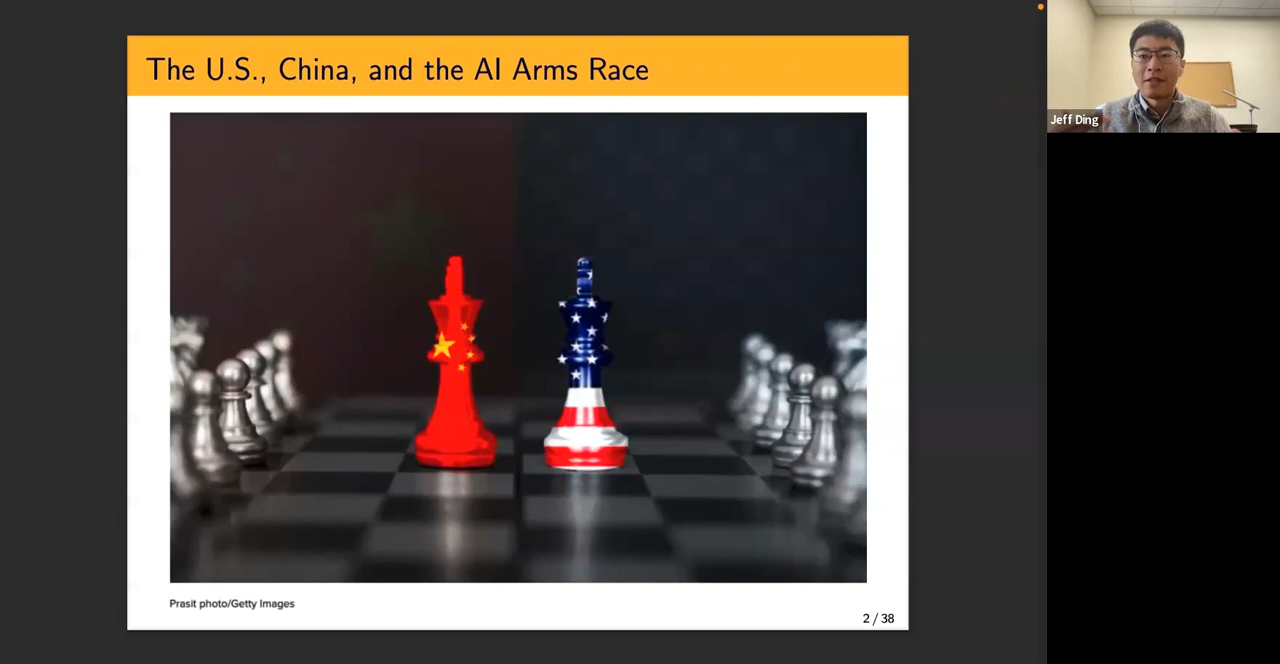 The U.S., China, and the AI Arms Race
Jeff Ding
Prasit photo/Getty Images
2 / 38